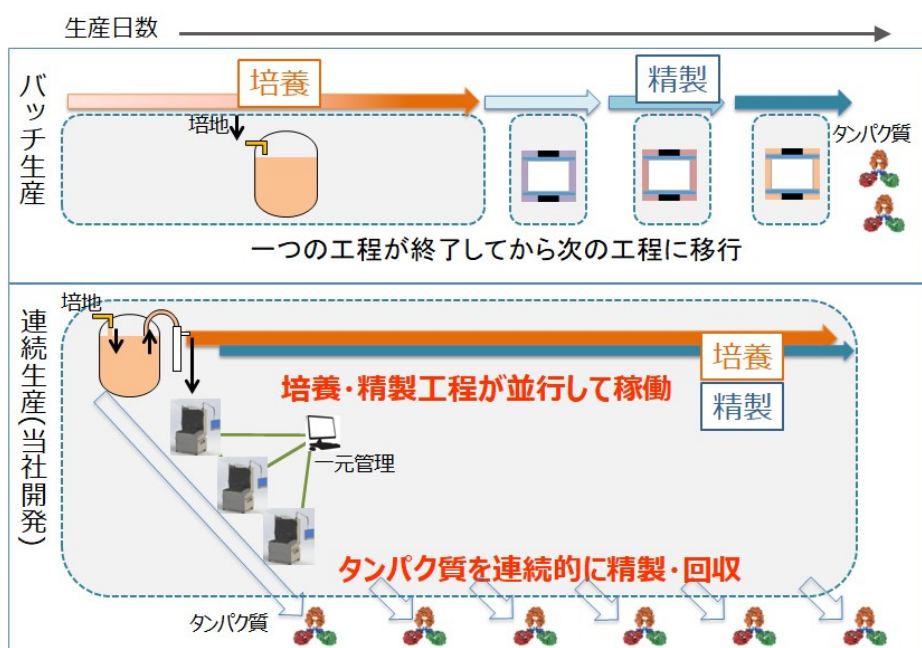 生産日数
バッチ生産
培養
精製
培地
タンパク質
一つの工程が終了してから次の工程に移行
連続生産(当社開発)
培地
培養
精製
培養・精製工程が並行して稼働
一元管理
タンパク質を連続的に精製・回収
タンパク質